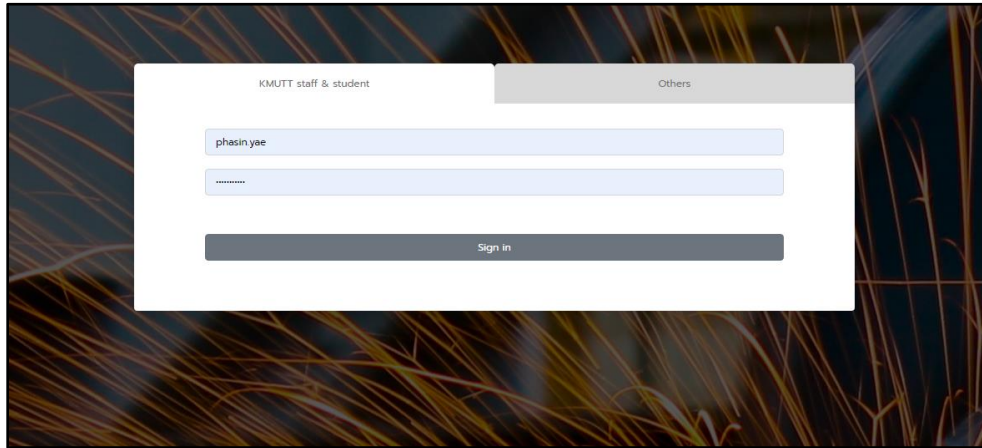 KMUTT staff & student
Others
phasin.yae
•••••••••••
Sign in